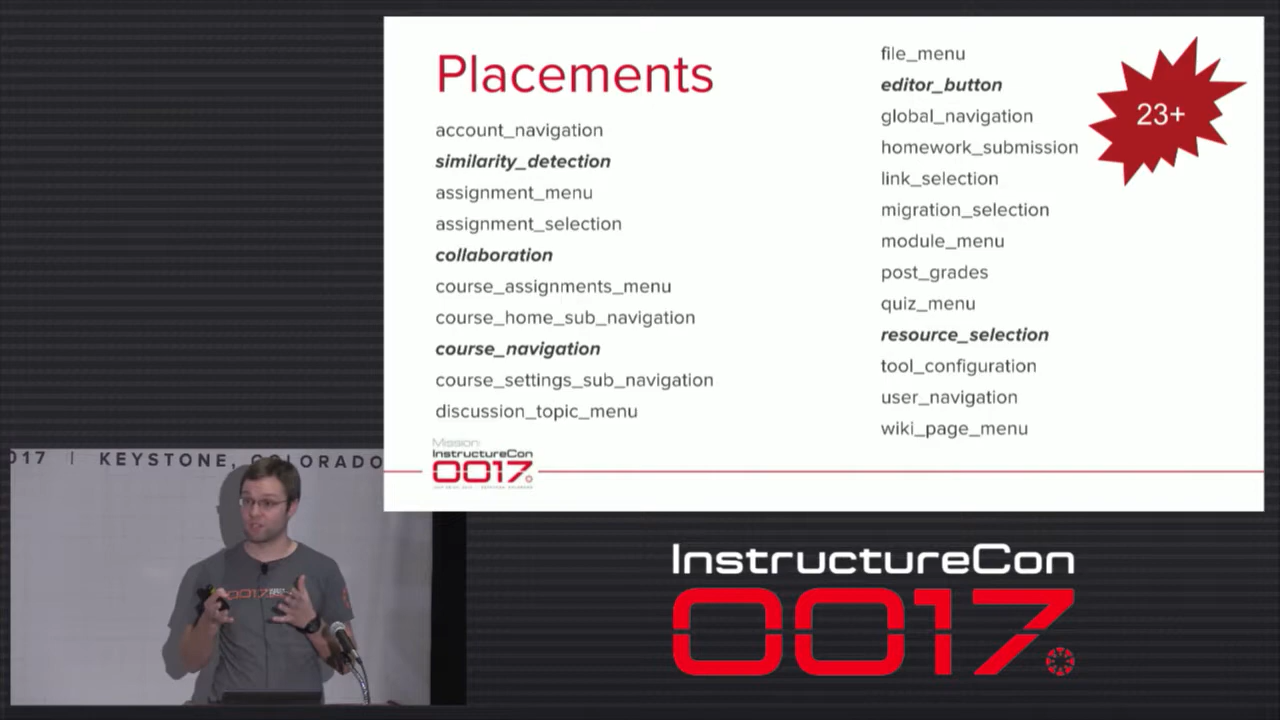 Placements
account_navigation
similarity_detection
assignment_menu
assignment_selection
collaboration
course_assignments_menu
course_home_sub_navigation
course_navigation
course_settings_sub_navigation
discussion_topic_menu
file_menu
editor_button
global_navigation
homework_submission
link_selection
migration_selection
module_menu
post_grades
quiz_menu
resource_selection
tool_configuration
user_navigation
wiki_page_menu
23+
Mission:
InstructureCon
0017
017 | KEYSTONE, COLORADO
0017
InstructureCon
0017